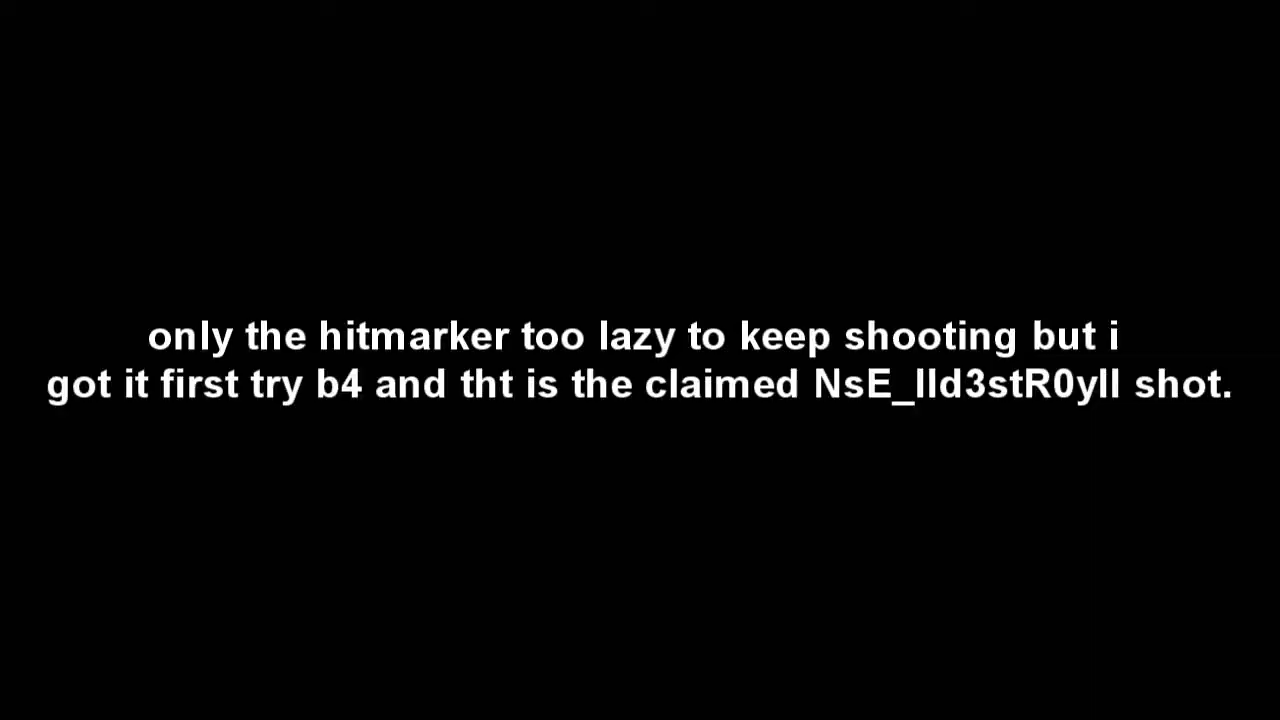 only the hitmarker too lazy to keep shooting but i
got it first try b4 and tht is the claimed NsE_lld3stR0yll shot.